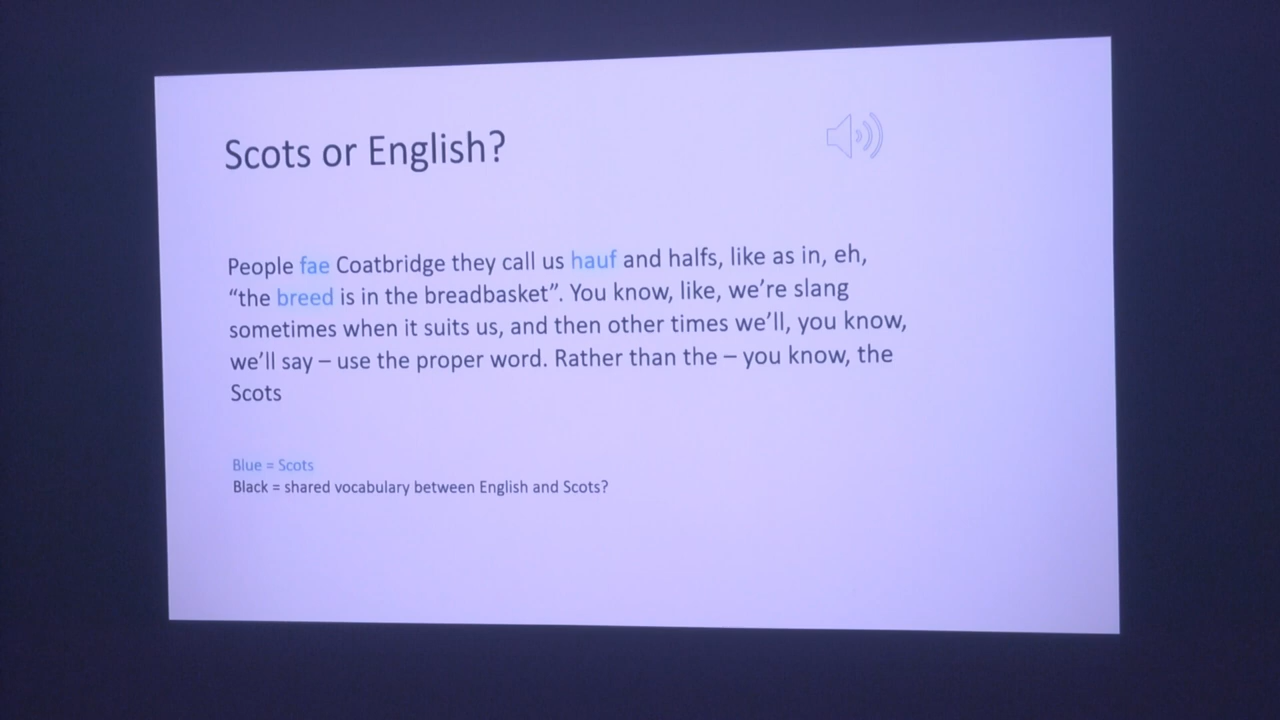 Scots or English?
People fae Coatbridge they call us hauf and halfs, like as in, eh,
“the breed is in the breadbasket”. You know, like, we’re slang
sometimes when it suits us, and then other times we’ll, you know,
we’ll say – use the proper word. Rather than the – you know, the
Scots
Blue = Scots
Black = shared vocabulary between English and Scots?